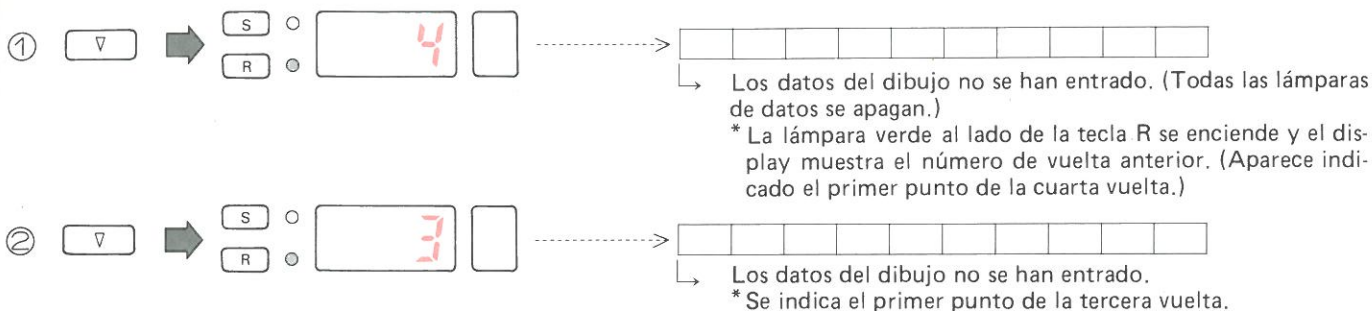 ① ▽ S 4
R
Los datos del dibujo no se han entrado. (Todas las lámparas
de datos se apagan.)
* La lámpara verde al lado de la tecla R se enciende y el dis-
play muestra el número de vuelta anterior. (Aparece indi-
cado el primer punto de la cuarta vuelta.)
② ▽ S 3
R
Los datos del dibujo no se han entrado.
* Se indica el primer punto de la tercera vuelta.